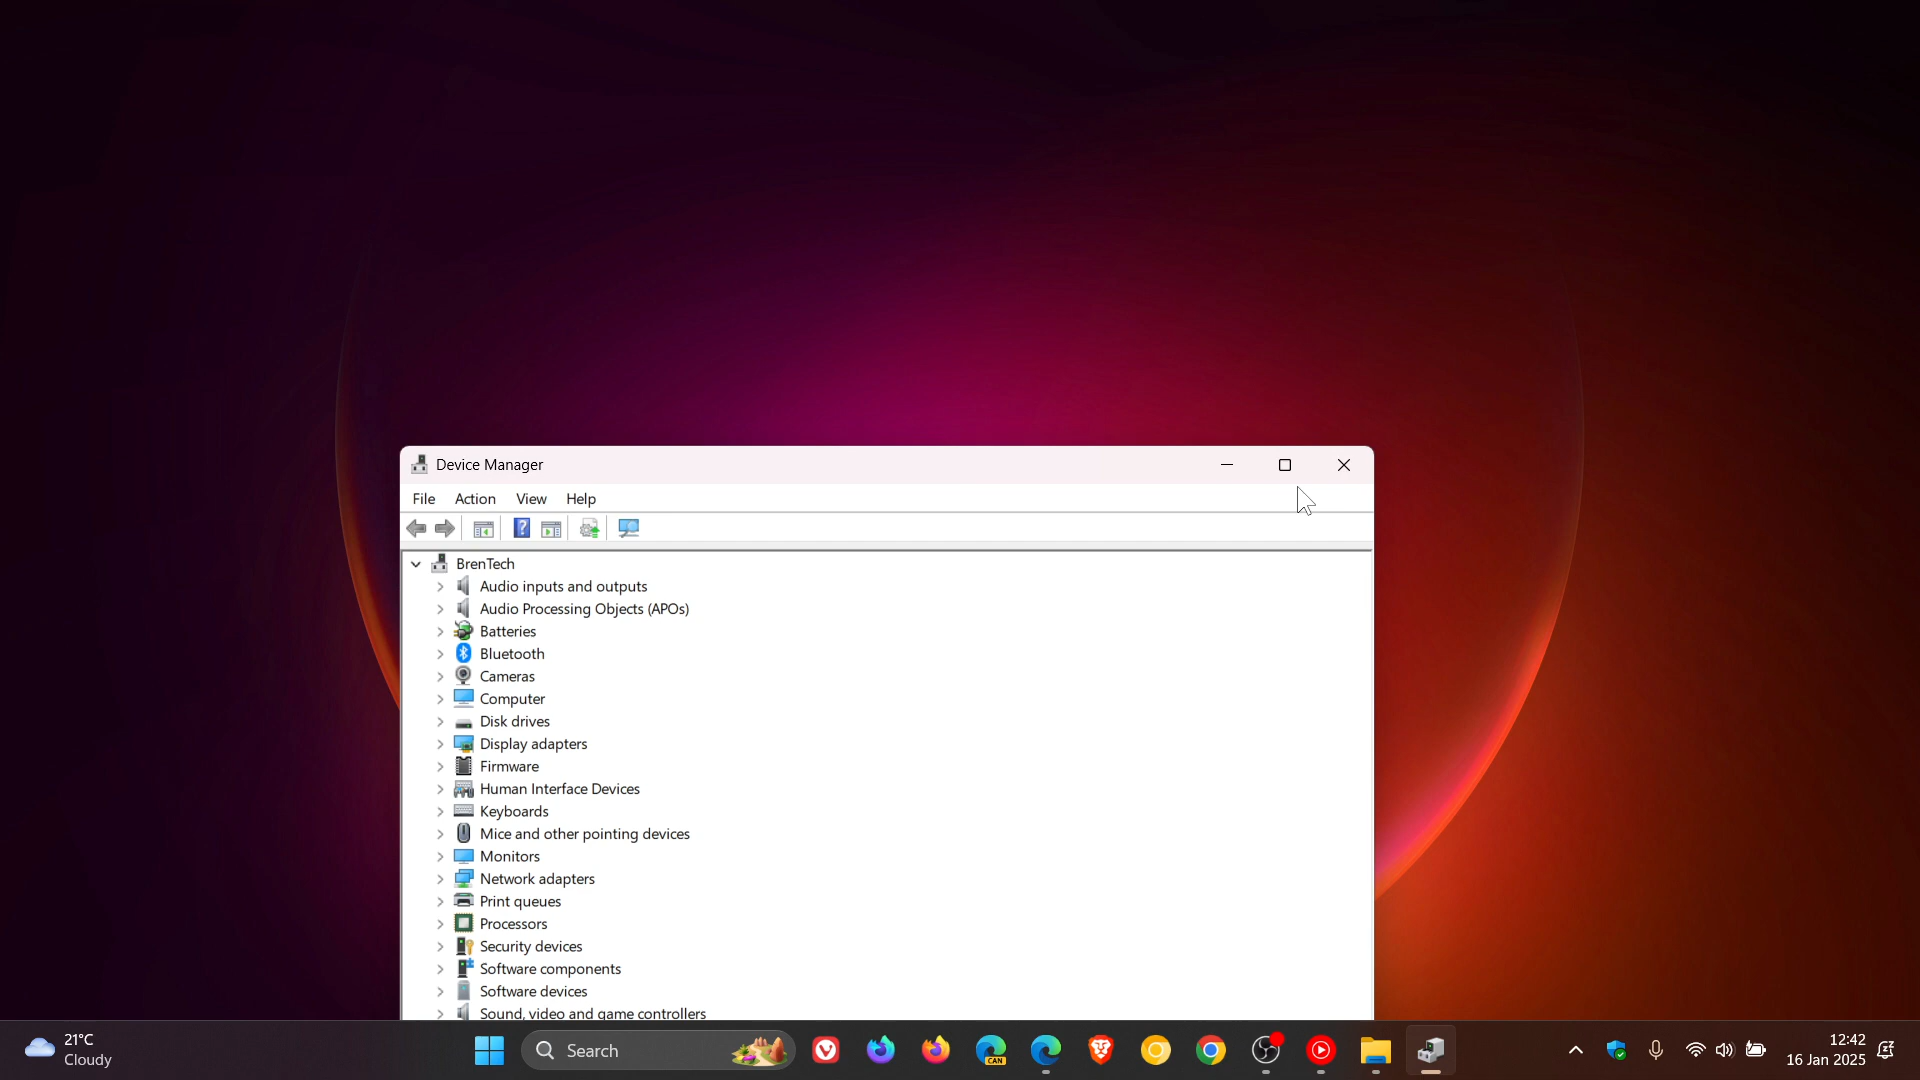 Device Manager
File Action View Help
BrenTech
Audio inputs and outputs
Audio Processing Objects (APOs)
Batteries
Bluetooth
Cameras
Computer
Disk drives
Display adapters
Firmware
Human Interface Devices
Keyboards
Mice and other pointing devices
Monitors
Network adapters
Print queues
Processors
Security devices
Software components
Software devices
Sound, video and game controllers
21°C
Cloudy
Search
CAN
12:42
16 Jan 2025